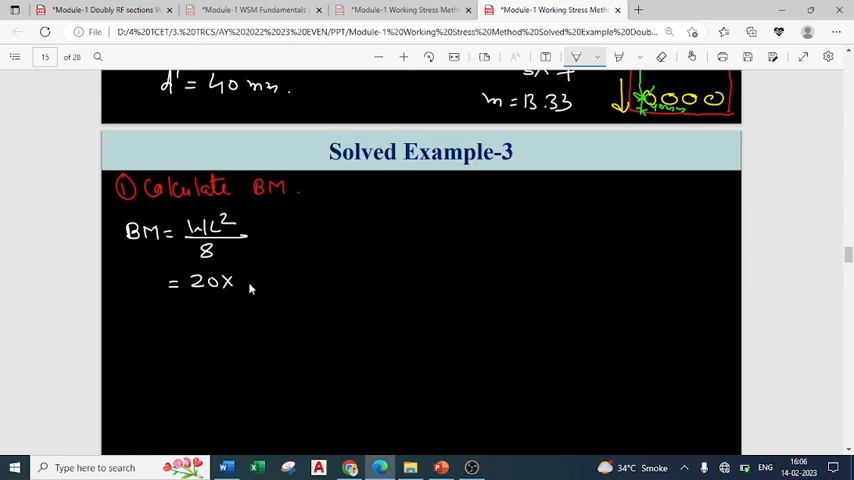 *Module-1 Doubly RF sections V
*Module-1 WSM Fundamentals
*Module-1 Working Stress Meth
*Module-1 Working Stress Meth
File
D:/4%20TCET/3.%20TRCS/AY%202022%2023%20EVEN/PPT/Module-1%20Working%20Stress%20Method%20Solved%20Example%20Doub...
15 of 28
d' = 40 mm.
m = 13.33
Solved Example-3
① Calculate BM.
BM = WL²
8
= 20x
Type here to search
34°C Smoke
ENG
16:06
14-02-2023